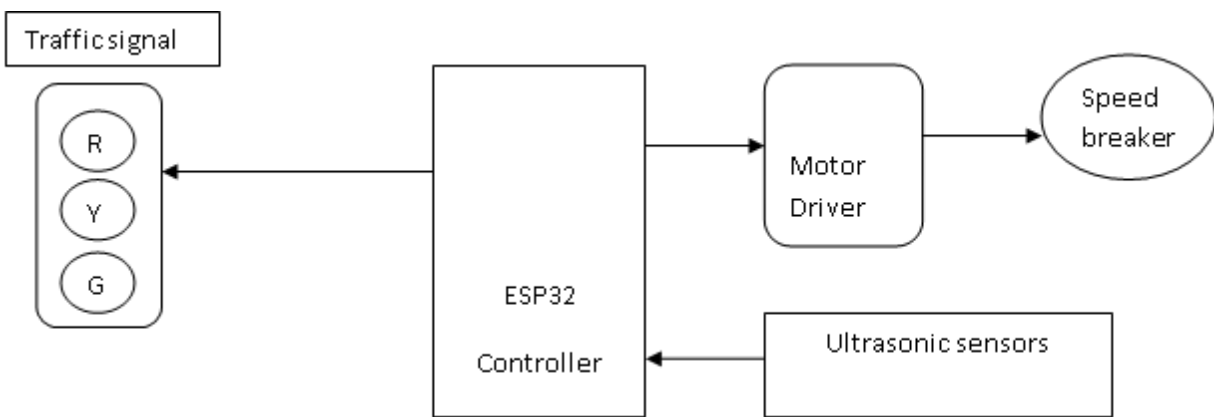 Traffic signal
R
Y
G
ESP32
Controller
Motor
Driver
Speed
breaker
Ultrasonic sensors